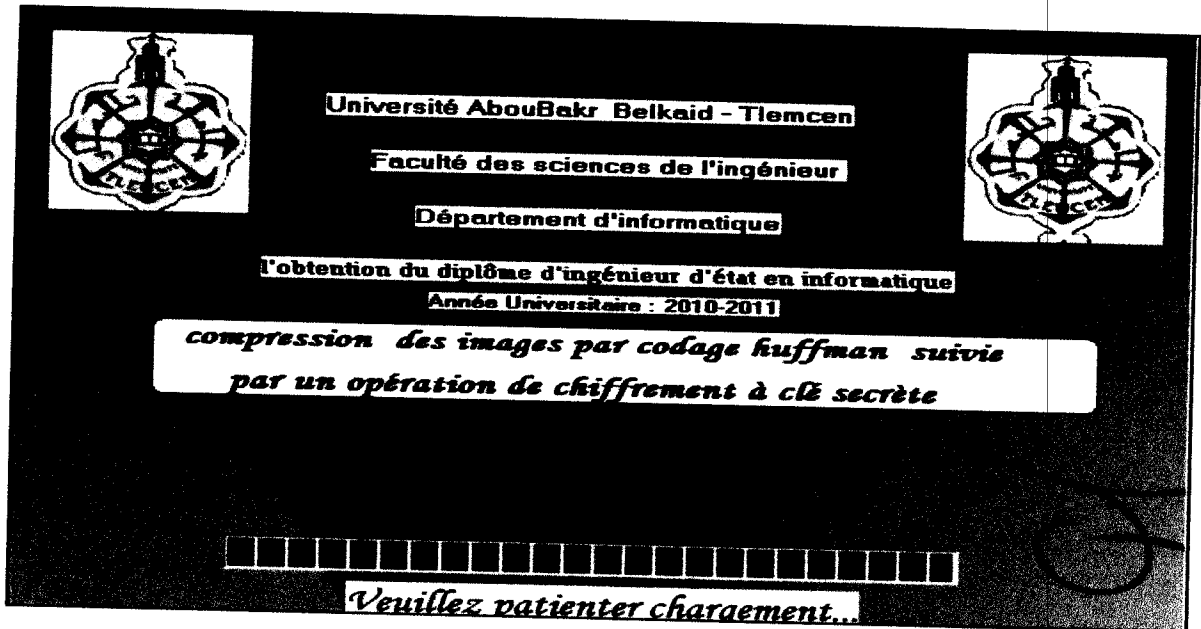 Université AbouBakr Belkaid - Tlemcen
Faculté des sciences de l'ingénieur
Département d'informatique
l'obtention du diplôme d'ingénieur d'état en informatique
Année Universitaire : 2010-2011
compression des images par codage huffman suivie
par un opération de chiffrement à clé secrète
Veuillez patienter chargement...
TLEMCEN
TLEMCEN